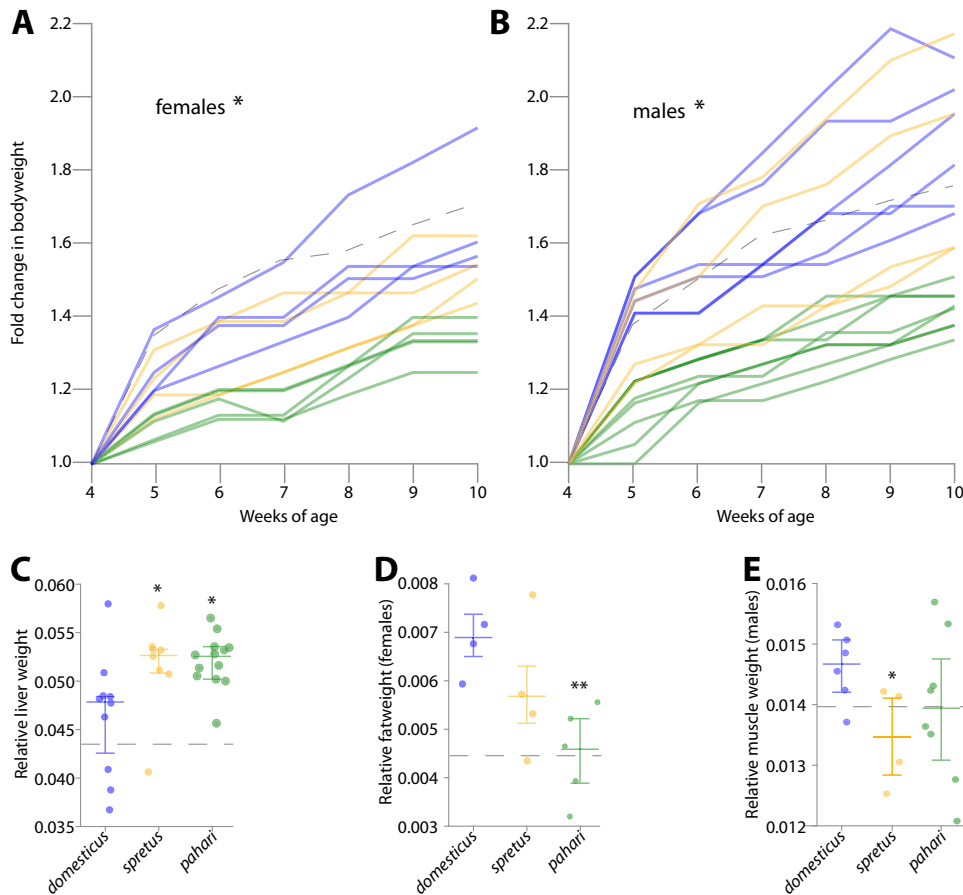 A
B
2.2
2.0
1.8
1.6
1.4
1.2
1.0
Fold change in bodyweight
females *
4 5 6 7 8 9 10
Weeks of age
2.2
2.0
1.8
1.6
1.4
1.2
1.0
males *
4 5 6 7 8 9 10
Weeks of age
C
0.060
0.055
0.050
0.045
0.040
0.035
Relative liver weight
* *
domesticus spretus pahari
D
0.008
0.007
0.006
0.005
0.004
0.003
Relative fatweight (females)
**
domesticus spretus pahari
E
0.016
0.015
0.014
0.013
0.012
Relative muscle weight (males)
*
domesticus spretus pahari